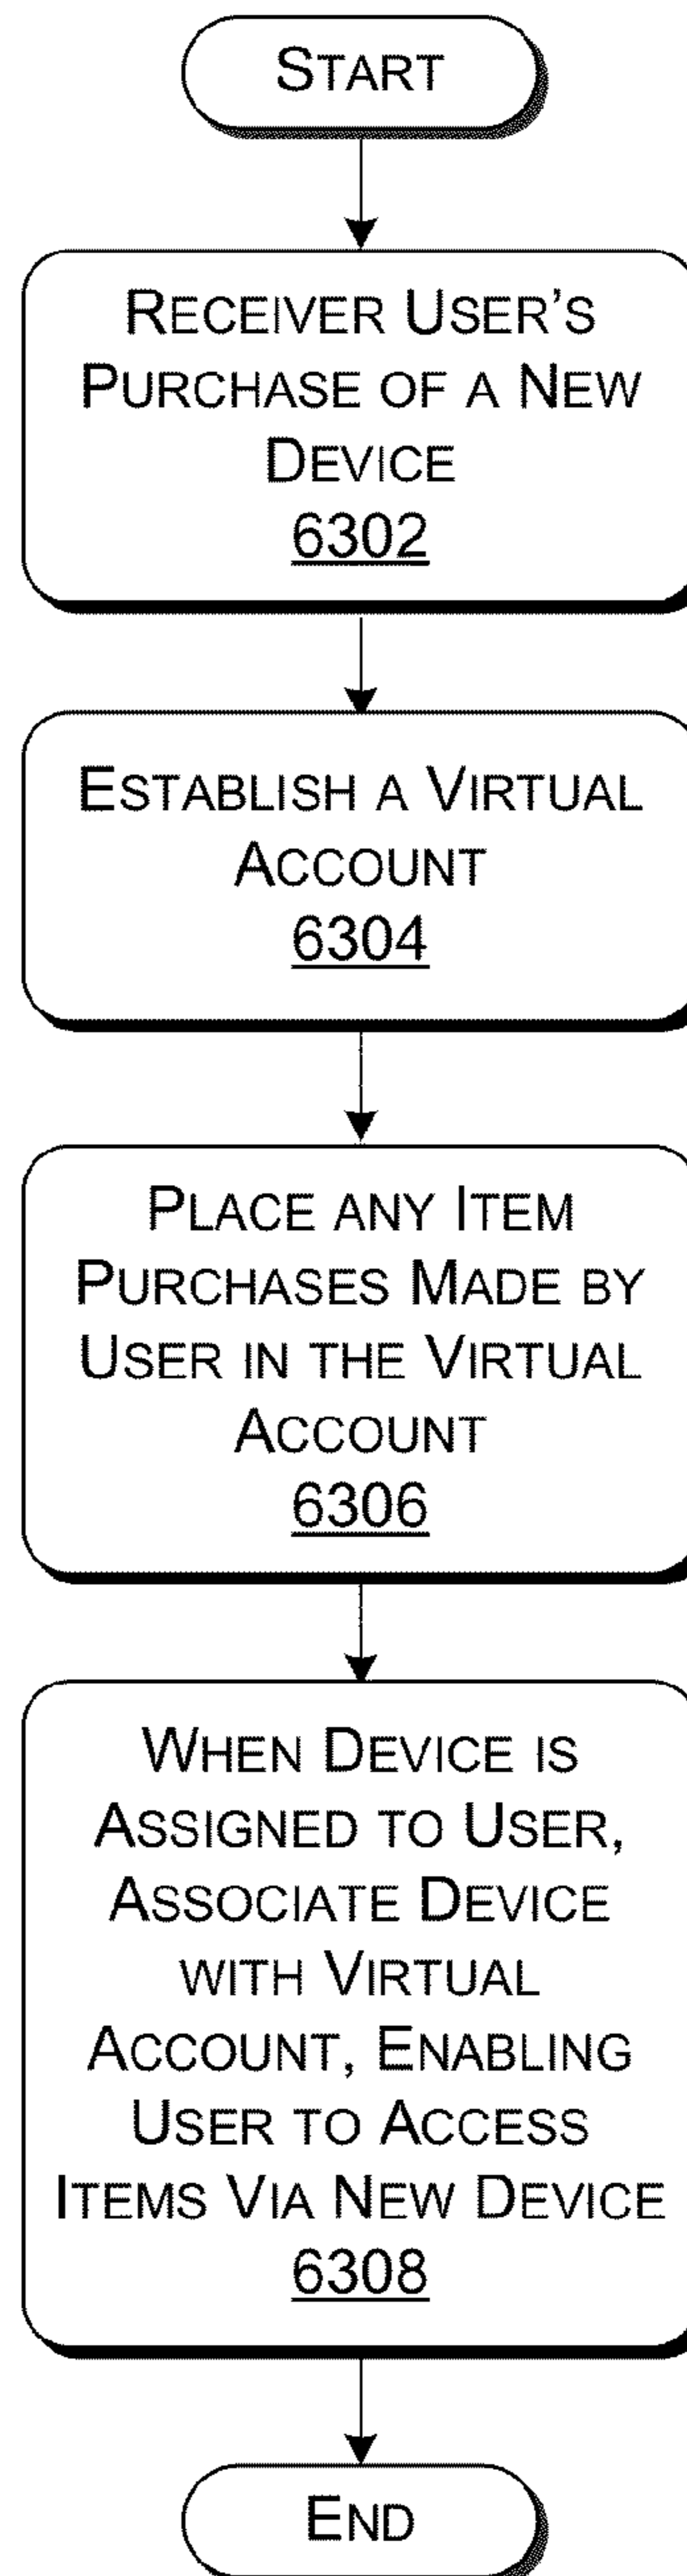 START
RECEIVER USER'S
PURCHASE OF A NEW
DEVICE
6302
ESTABLISH A VIRTUAL
ACCOUNT
6304
PLACE ANY ITEM
PURCHASES MADE BY
USER IN THE VIRTUAL
ACCOUNT
6306
WHEN DEVICE IS
ASSIGNED TO USER,
ASSOCIATE DEVICE
WITH VIRTUAL
ACCOUNT, ENABLING
USER TO ACCESS
ITEMS VIA NEW DEVICE
6308
END